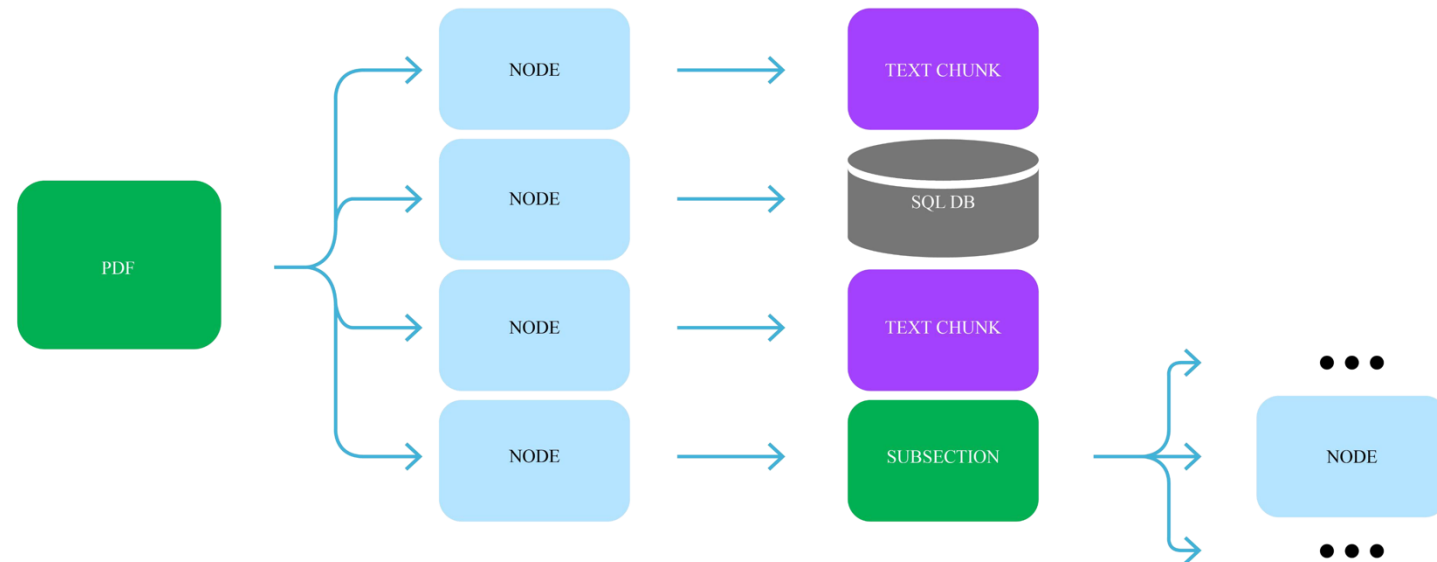 NODE
TEXT CHUNK
NODE
SQL DB
PDF
NODE
TEXT CHUNK
NODE
SUBSECTION
NODE